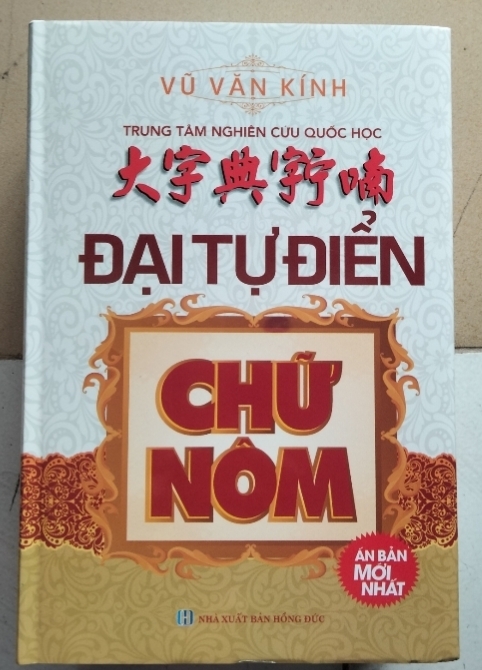 VŨ VĂN KÍNH
TRUNG TÂM NGHIÊN CỨU QUỐC HỌC
大字典𡨸喃
ĐẠI TỰ ĐIỂN
CHỮ
NÔM
ẤN BẢN
MỚI
NHẤT
NHÀ XUẤT BẢN HỒNG ĐỨC